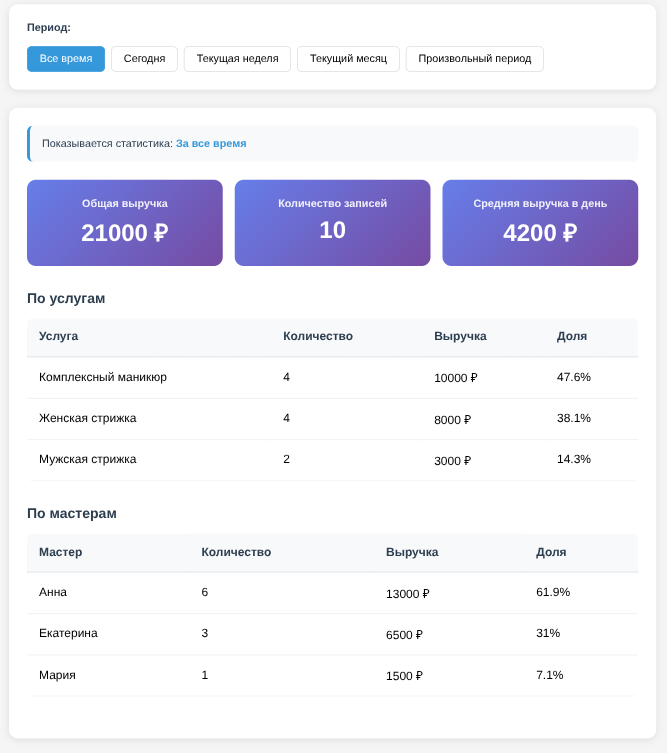 Период:
Все время Сегодня Текущая неделя Текущий месяц Произвольный период
Показывается статистика: За все время
Общая выручка Количество записей Средняя выручка в день
21000 ₽ 10 4200 ₽
По услугам
Услуга Количество Выручка Доля
Комплексный маникюр 4 10000 ₽ 47.6%
Женская стрижка 4 8000 ₽ 38.1%
Мужская стрижка 2 3000 ₽ 14.3%
По мастерам
Мастер Количество Выручка Доля
Анна 6 13000 ₽ 61.9%
Екатерина 3 6500 ₽ 31%
Мария 1 1500 ₽ 7.1%